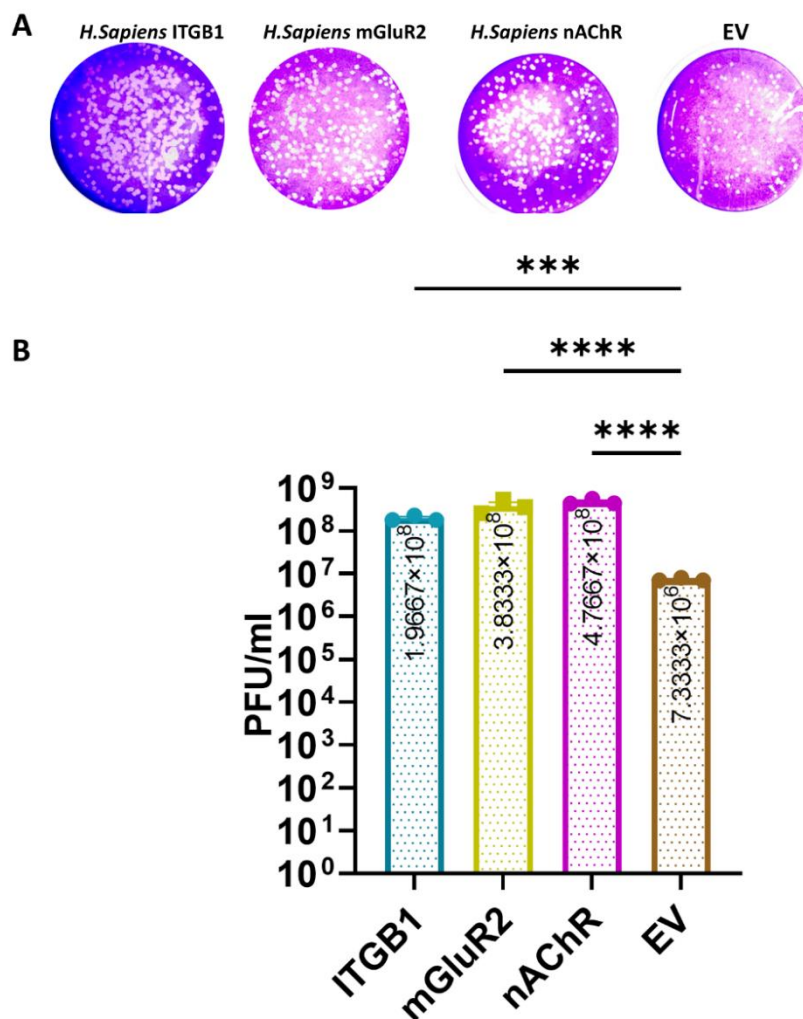 A
H.Sapiens ITGB1
H.Sapiens mGluR2
H.Sapiens nAChR
EV
***
B
****
****
PFU/ml
10⁹
10⁸
10⁷
10⁶
10⁵
10⁴
10³
10²
10¹
10⁰
1.9667×10⁸
3.8333×10⁸
4.7667×10⁸
7.3333×10⁶
ITGB1
mGluR2
nAChR
EV